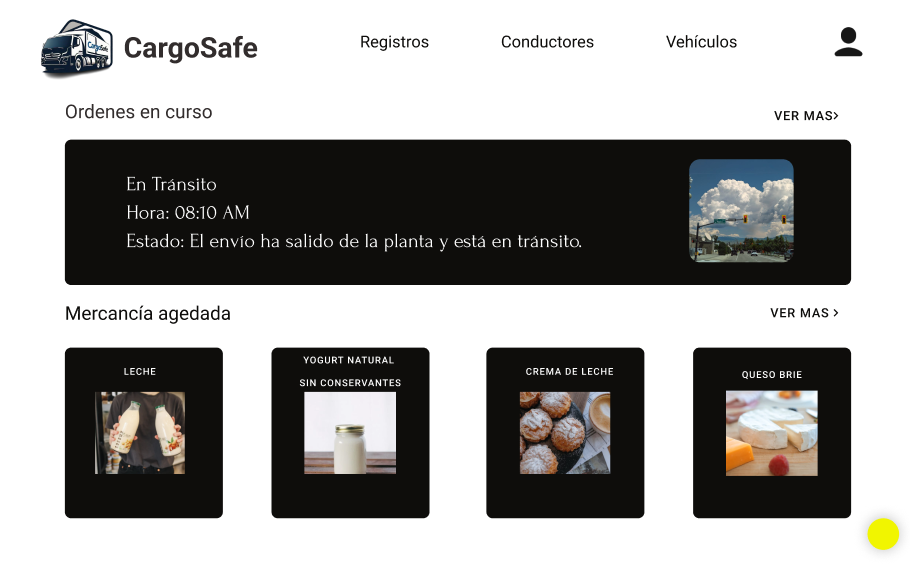 CargoSafe
CargoSafe
Registros
Conductores
Vehículos
Ordenes en curso
VER MAS>
En Tránsito
Hora: 08:10 AM
Estado: El envío ha salido de la planta y está en tránsito.
Mercancía agedada
VER MAS >
LECHE
YOGURT NATURAL
SIN CONSERVANTES
CREMA DE LECHE
QUESO BRIE